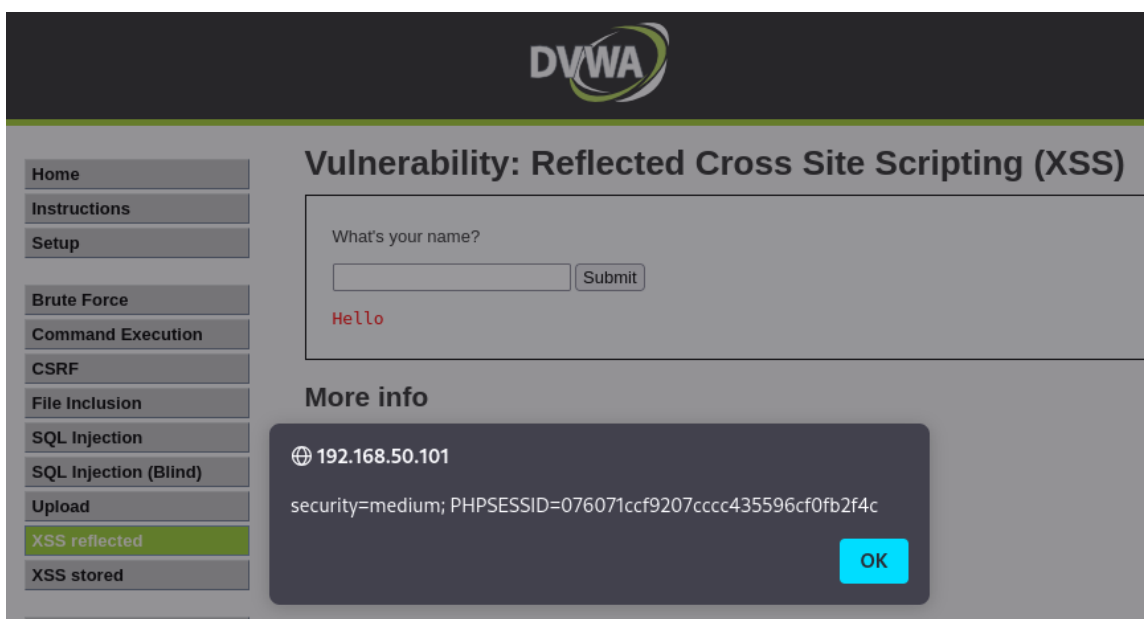 DVWA
Vulnerability: Reflected Cross Site Scripting (XSS)
Home
Instructions
Setup
Brute Force
Command Execution
CSRF
File Inclusion
SQL Injection
SQL Injection (Blind)
Upload
XSS reflected
XSS stored
What's your name?
Submit
Hello
More info
192.168.50.101
security=medium; PHPSESSID=076071ccf9207cccc435596cf0fb2f4c
OK